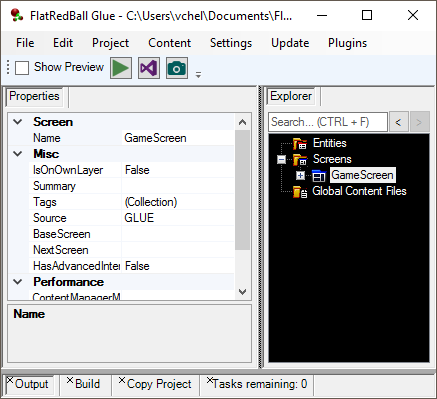 FlatRedBall Glue - C:\Users\vchel\Documents\Fl...
File Edit Project Content Settings Update Plugins
Show Preview
Properties
Screen
Name GameScreen
Misc
IsOnOwnLayer False
Summary
Tags (Collection)
Source GLUE
BaseScreen
NextScreen
HasAdvancedInter False
Performance
ContentManagerM
Name
Explorer
Search... (CTRL + F) < >
Entities
Screens
GameScreen
Global Content Files
Output Build Copy Project Tasks remaining: 0